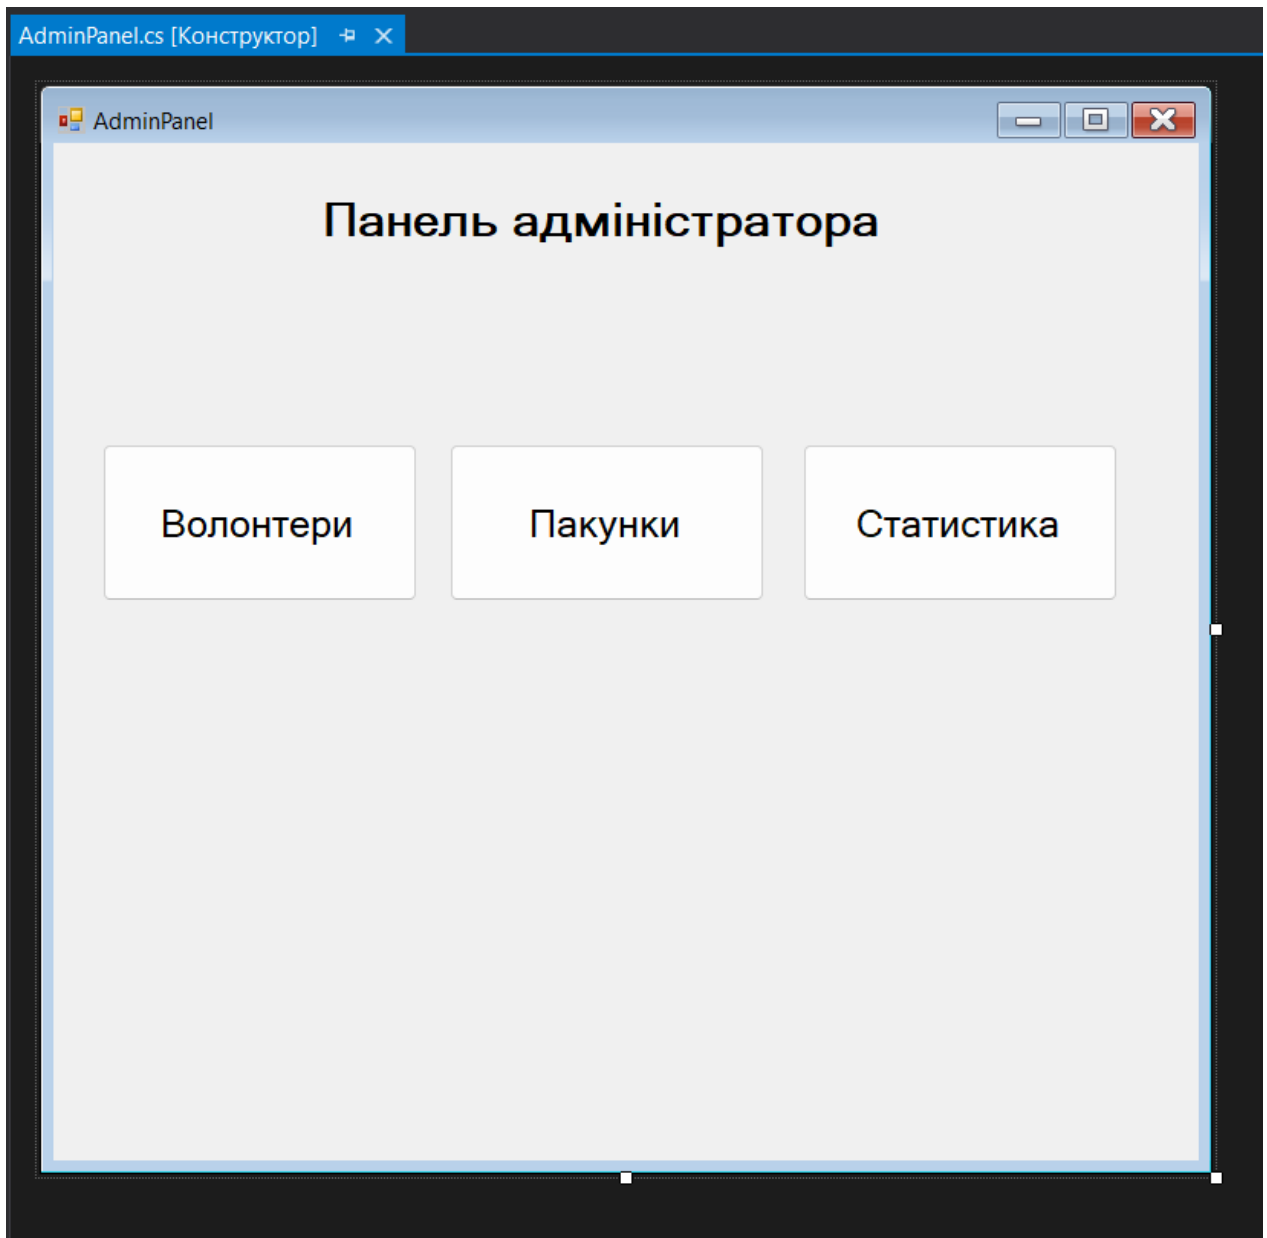 AdminPanel.cs [Конструктор]
AdminPanel
Панель адміністратора
Волонтери
Пакунки
Статистика